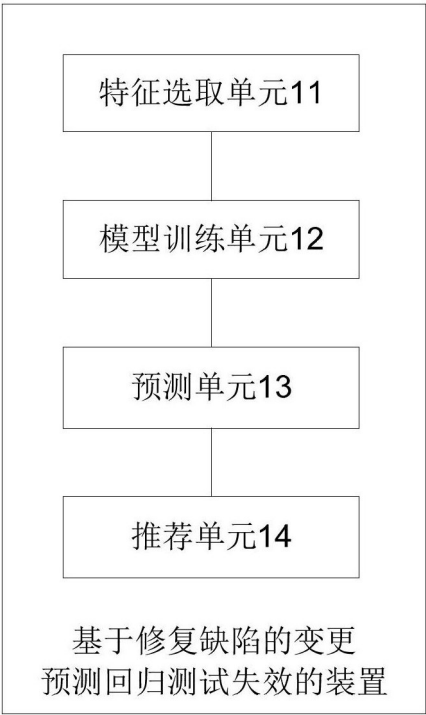 特征选取单元11
模型训练单元12
预测单元13
推荐单元14
基于修复缺陷的变更
预测回归测试失效的装置